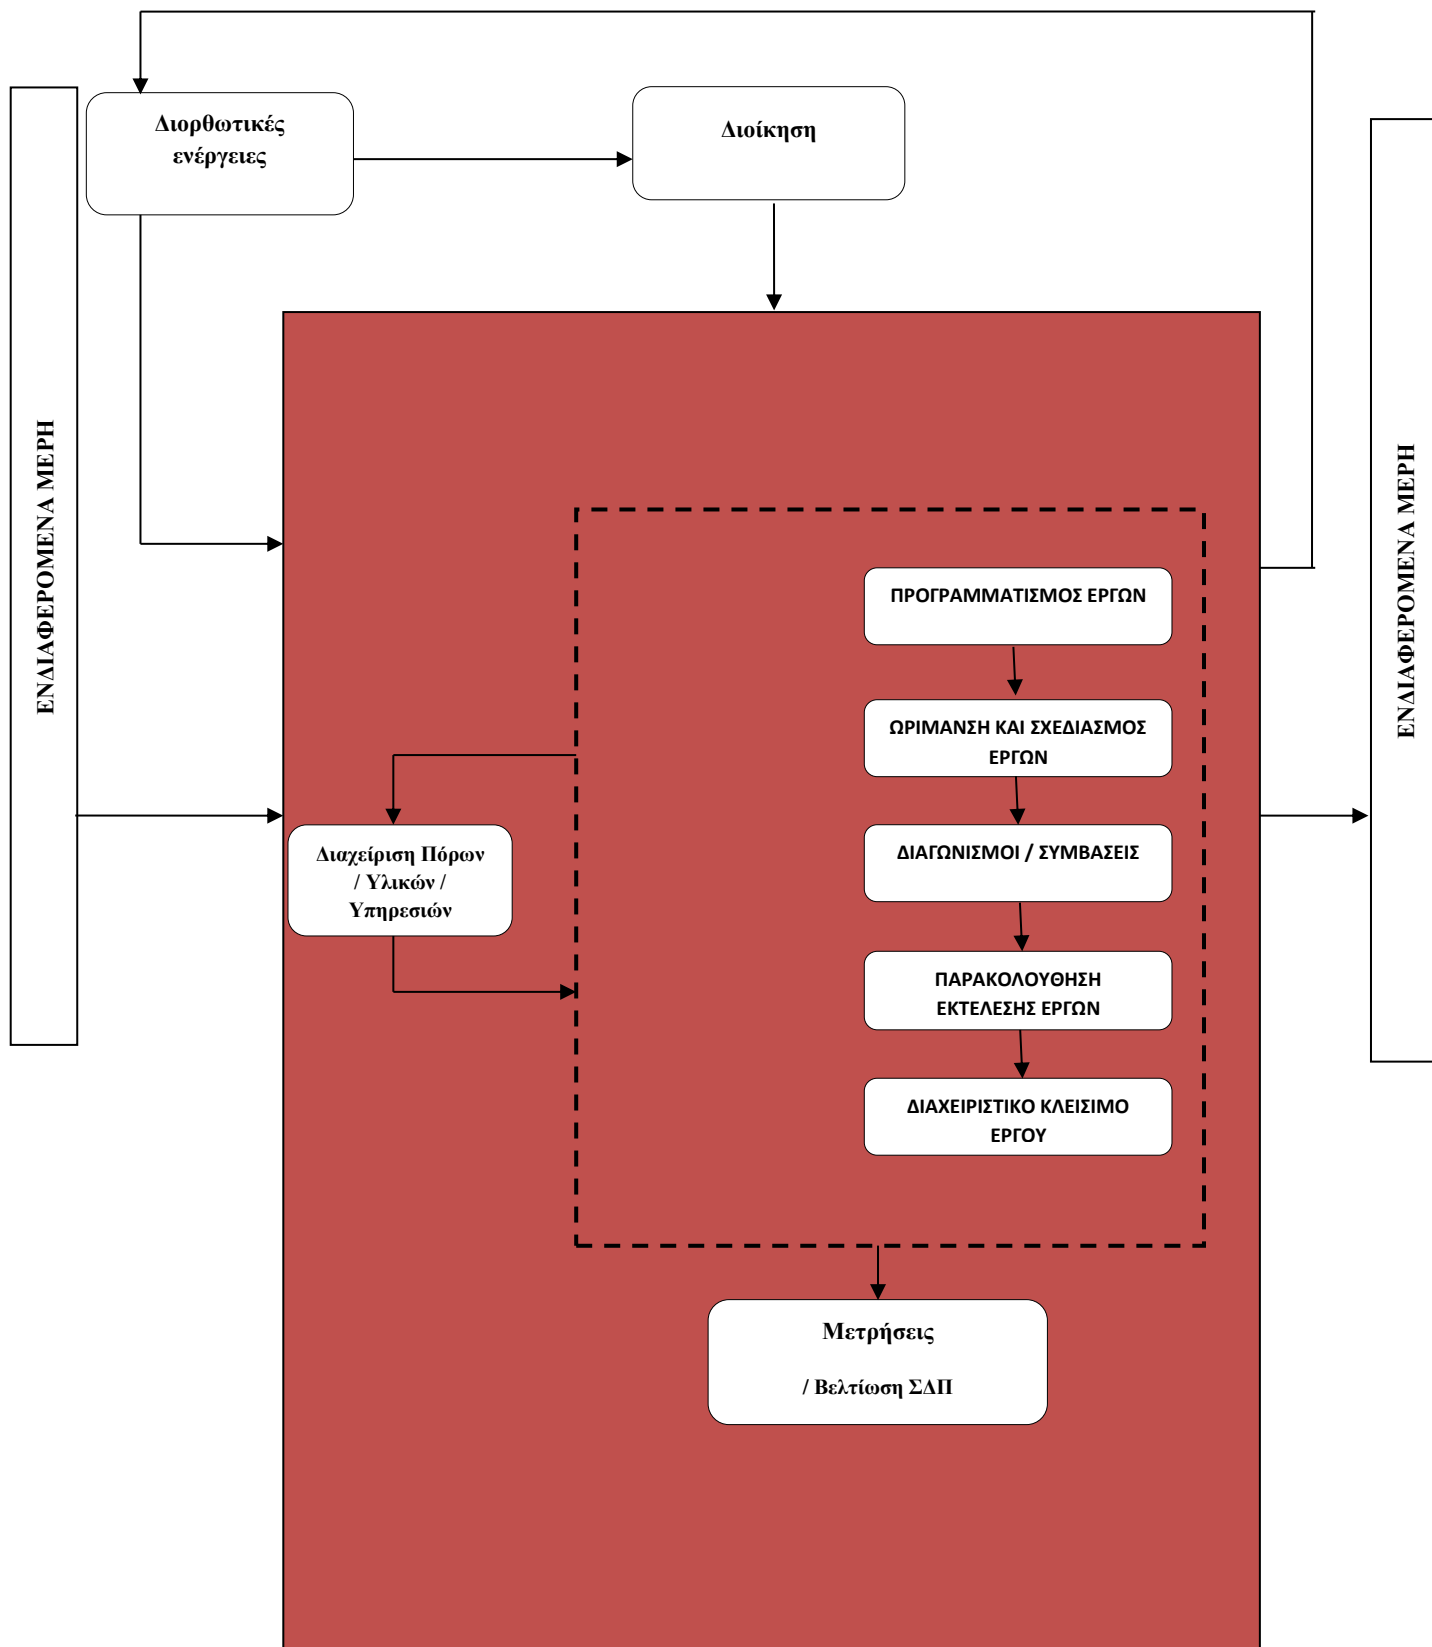 Διορθωτικές
ενέργειες
Διοίκηση
ΕΝΔΙΑΦΕΡΟΜΕΝΑ ΜΕΡΗ
ΕΝΔΙΑΦΕΡΟΜΕΝΑ ΜΕΡΗ
ΠΡΟΓΡΑΜΜΑΤΙΣΜΟΣ ΕΡΓΩΝ
ΩΡΙΜΑΝΣΗ ΚΑΙ ΣΧΕΔΙΑΣΜΟΣ
ΕΡΓΩΝ
Διαχείριση Πόρων
/ Υλικών /
Υπηρεσιών
ΔΙΑΓΩΝΙΣΜΟΙ / ΣΥΜΒΑΣΕΙΣ
ΠΑΡΑΚΟΛΟΥΘΗΣΗ
ΕΚΤΕΛΕΣΗΣ ΕΡΓΩΝ
ΔΙΑΧΕΙΡΙΣΤΙΚΟ ΚΛΕΙΣΙΜΟ
ΕΡΓΟΥ
Μετρήσεις
/ Βελτίωση ΣΔΠ